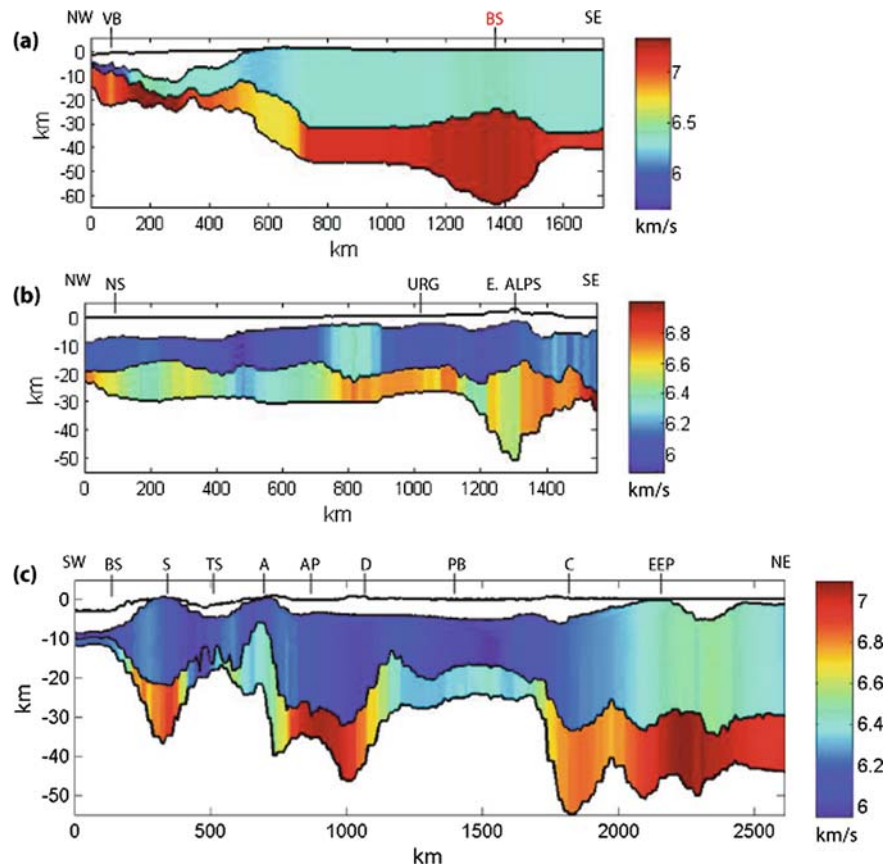 (a)
NW VB BS SE
0
-10
-20
-30
-40
-50
-60
km
0 200 400 600 800 1000 1200 1400 1600
km
7
6.5
6
km/s
(b)
NW NS URG E. ALPS SE
0
-10
-20
-30
-40
-50
km
0 200 400 600 800 1000 1200 1400
km
6.8
6.6
6.4
6.2
6
km/s
(c)
SW BS S TS A AP D PB C EEP NE
0
-10
-20
-30
-40
-50
km
0 500 1000 1500 2000 2500
km
7
6.8
6.6
6.4
6.2
6
km/s